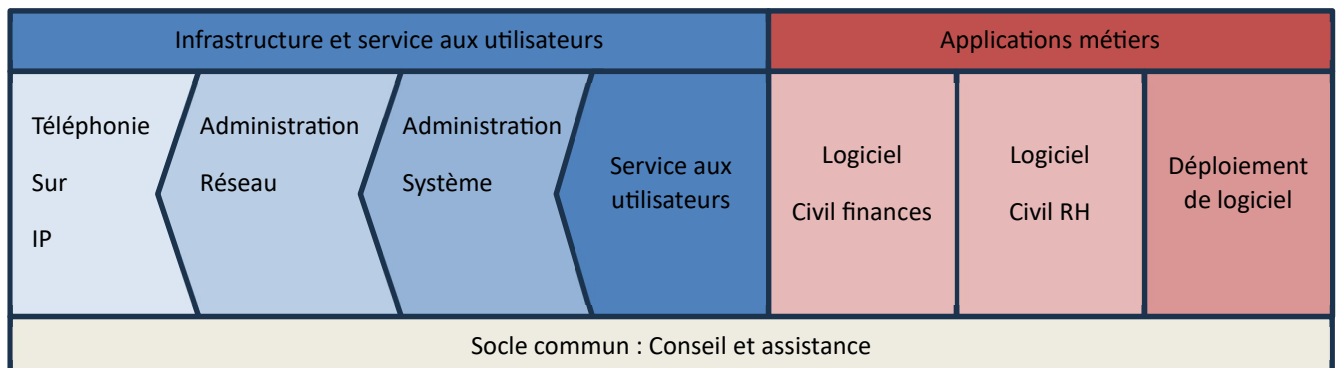 Infrastructure et service aux utilisateurs
Applications métiers
Téléphonie
Sur
IP
Administration
Réseau
Administration
Système
Service aux
utilisateurs
Logiciel
Civil finances
Logiciel
Civil RH
Déploiement
de logiciel
Socle commun : Conseil et assistance